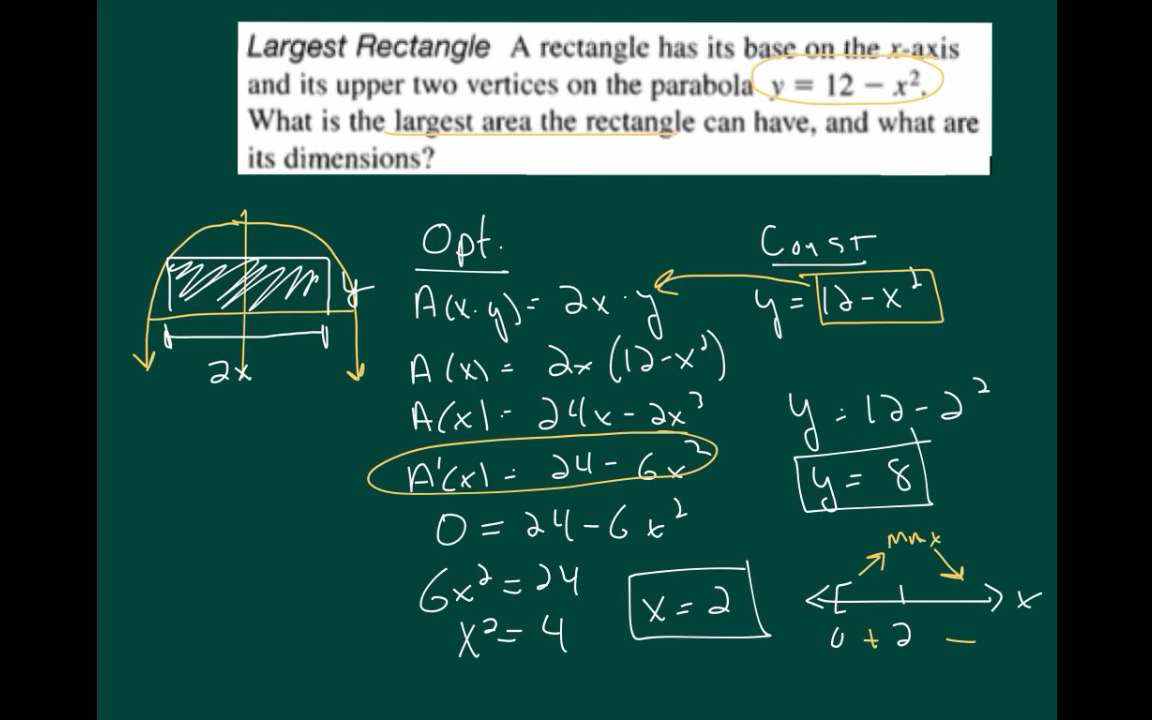 Largest Rectangle A rectangle has its base on the x-axis
and its upper two vertices on the parabola y = 12 − x².
What is the largest area the rectangle can have, and what are
its dimensions?
y
2x
Opt.
A(x·y) = 2x · y
A(x) = 2x (12-x²)
A(x) = 24x - 2x³
A'(x) = 24 - 6x²
0 = 24 - 6x²
6x² = 24
x² = 4
x = 2
Const
y = 12-x²
y = 12 - 2²
y = 8
max
x
0 + 2 −